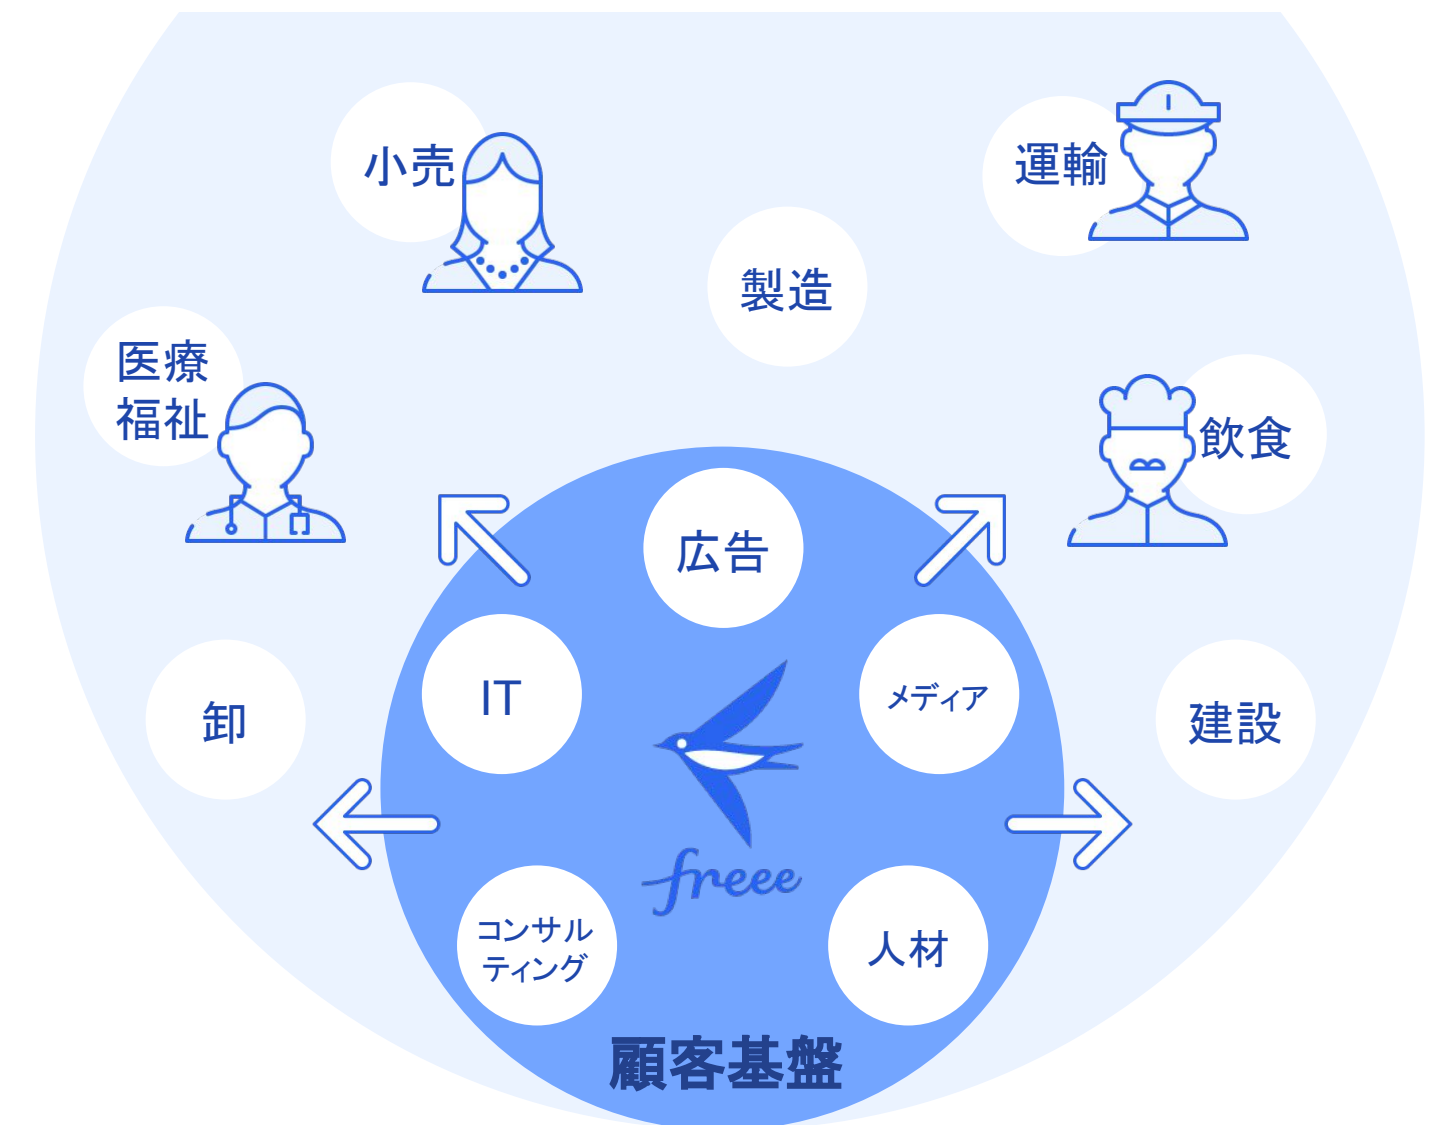 小売
運輸
製造
医療
福祉
飲食
広告
IT
メディア
卸
建設
freee
コンサル
ティング
人材
顧客基盤